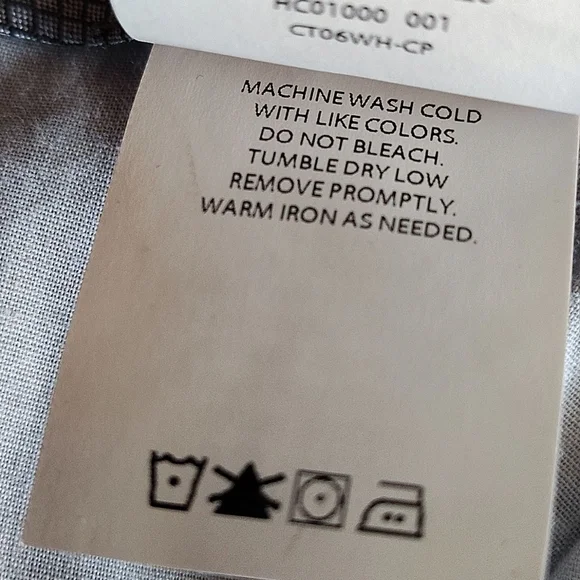 HC01000 001
CT06WH-CP
MACHINE WASH COLD
WITH LIKE COLORS.
DO NOT BLEACH.
TUMBLE DRY LOW
REMOVE PROMPTLY.
WARM IRON AS NEEDED.